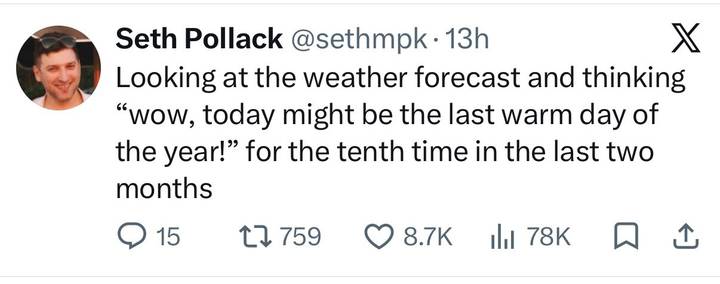 Seth Pollack @sethmpk · 13h
Looking at the weather forecast and thinking
“wow, today might be the last warm day of
the year!” for the tenth time in the last two
months
15 759 8.7K 78K